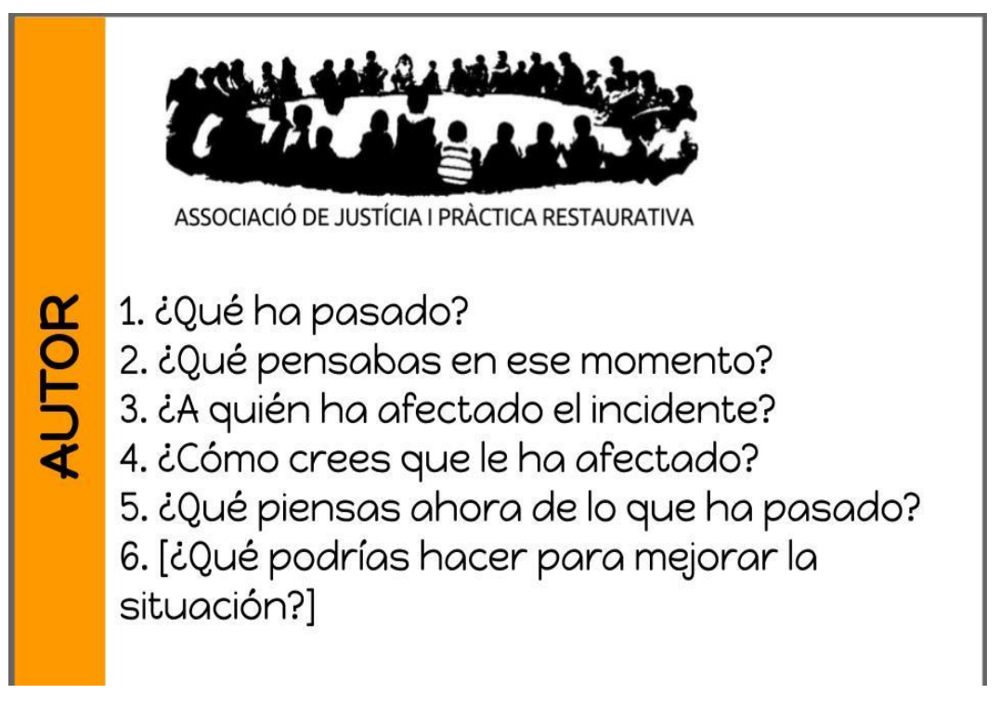 ASSOCIACIÓ DE JUSTÍCIA I PRÀCTICA RESTAURATIVA
AUTOR
1. ¿Qué ha pasado?
2. ¿Qué pensabas en ese momento?
3. ¿A quién ha afectado el incidente?
4. ¿Cómo crees que le ha afectado?
5. ¿Qué piensas ahora de lo que ha pasado?
6. [¿Qué podrías hacer para mejorar la
situación?]